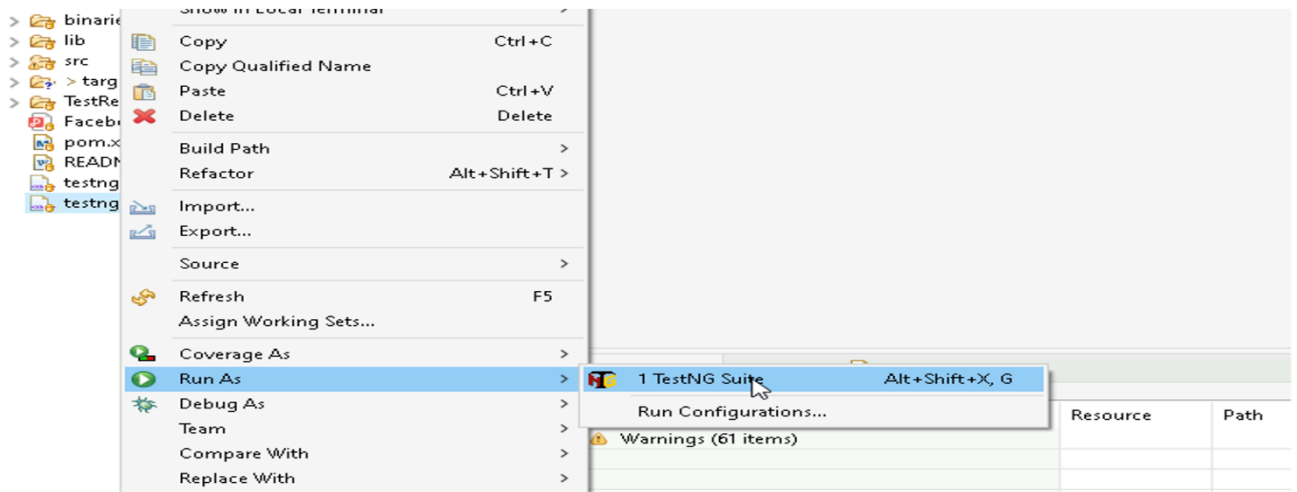 Show in Local Terminal >
> binarie
> lib
> src
> > targ
> TestRe
Facebo
pom.x
READM
testng
testng
Copy Ctrl+C
Copy Qualified Name
Paste Ctrl+V
Delete Delete
Build Path >
Refactor Alt+Shift+T >
Import...
Export...
Source >
Refresh F5
Assign Working Sets...
Coverage As >
Run As >
Debug As >
Team >
Compare With >
Replace With >
1 TestNG Suite Alt+Shift+X, G
Run Configurations...
Resource Path
Warnings (61 items)